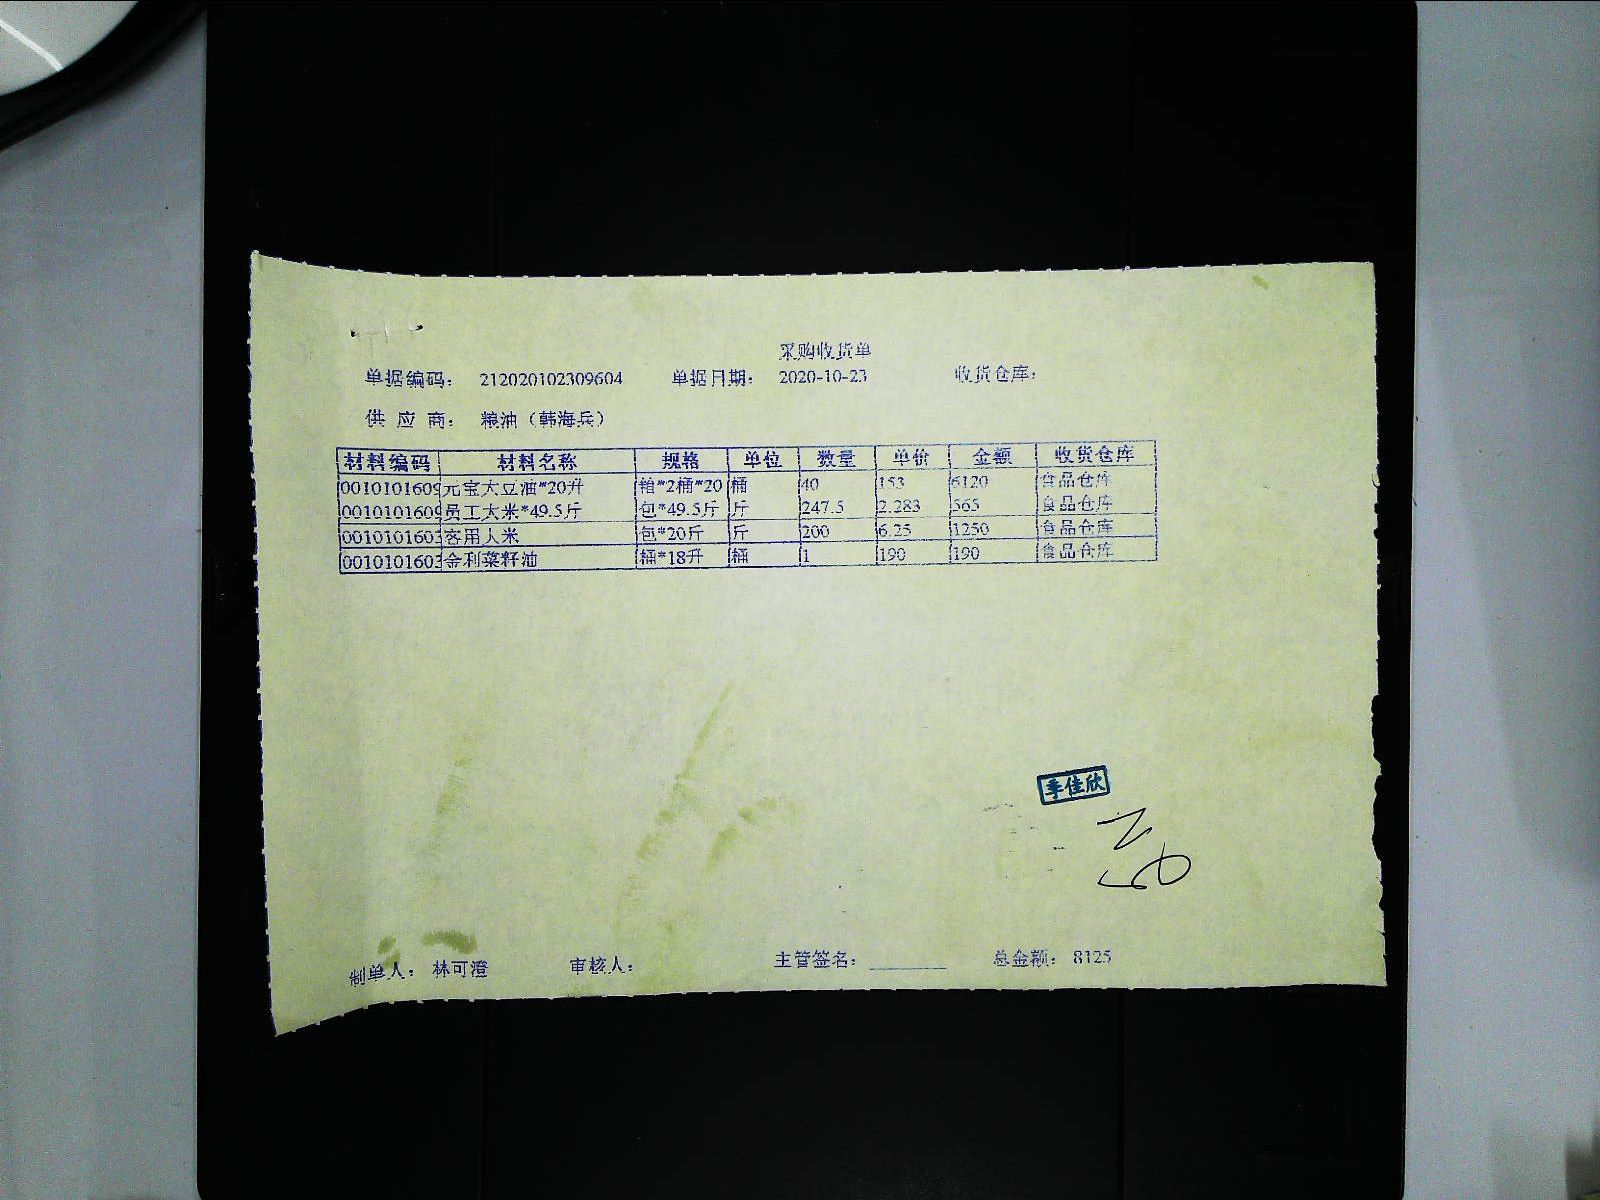 采购收货单
单据编码： 212020102309604 单据日期： 2020-10-23 收货仓库：
供 应 商： 粮油（韩海兵）
材料编码 材料名称 规格 单位 数量 单价 金额 收货仓库
0010101609 元宝大豆油*20升 箱*2桶*20 桶 40 153 6120 食品仓库
0010101609 员工大米*49.5斤 包*49.5斤 斤 247.5 2.283 565 食品仓库
0010101603 客用大米 包*20斤 斤 200 6.25 1250 食品仓库
0010101603 金利菜籽油 桶*18升 桶 1 190 190 食品仓库
季佳欣
制单人： 林可澄 审核人： 主管签名： 总金额： 8125